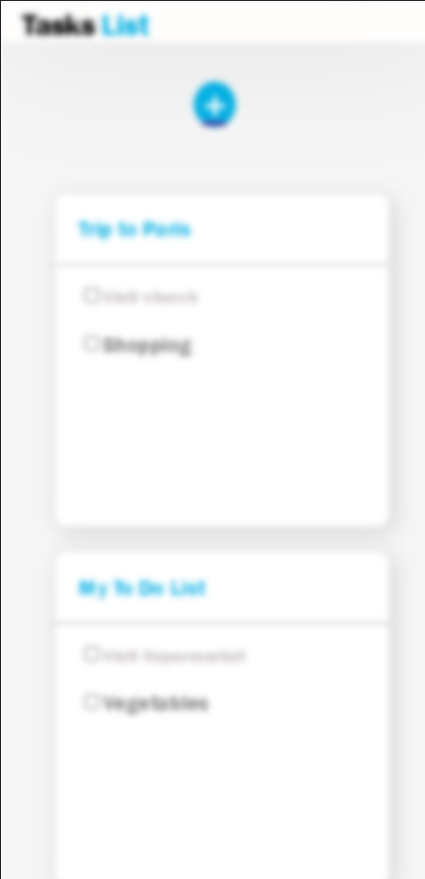 Tasks List
+
Trip to Paris
Visit church
Shopping
My To Do List
Visit Supermarket
Vegetables